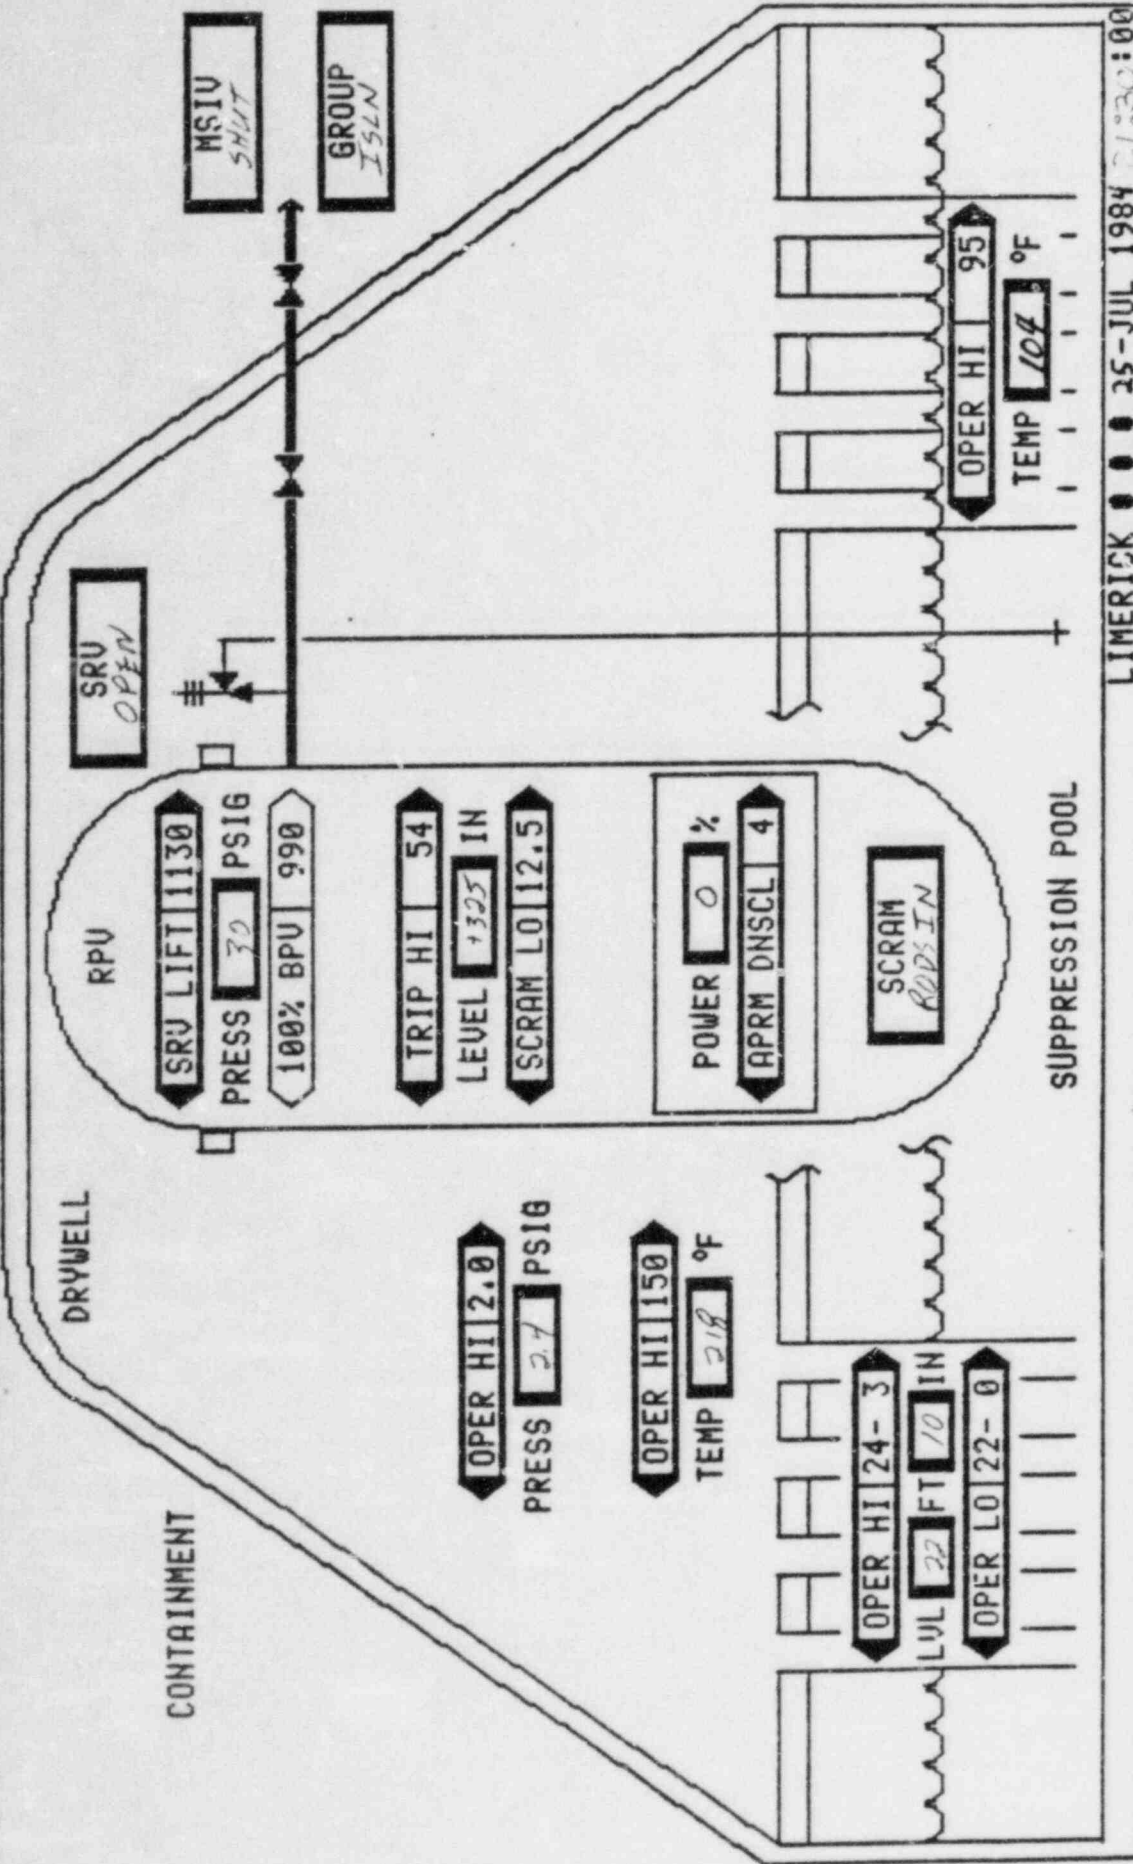 CONTAINMENT
DRYWELL
RPV
SRV
OPEN
MSIV
SHUT
GROUP
ISLN
SRV LIFT 1130
PRESS 30 PSIG
100% BPV 990
TRIP HI 54
LEVEL +325 IN
SCRAM LO 12.5
POWER 0 %
APRM DNSCL 4
SCRAM
RODS IN
OPER HI 2.0
PRESS 2.4 PSIG
OPER HI 150
TEMP 218 °F
OPER HI 24- 3
LVL 22 FT 10 IN
OPER LO 22- 0
OPER HI 95
TEMP 104 °F
SUPPRESSION POOL
LIMERICK 25-JUL 1984 :00